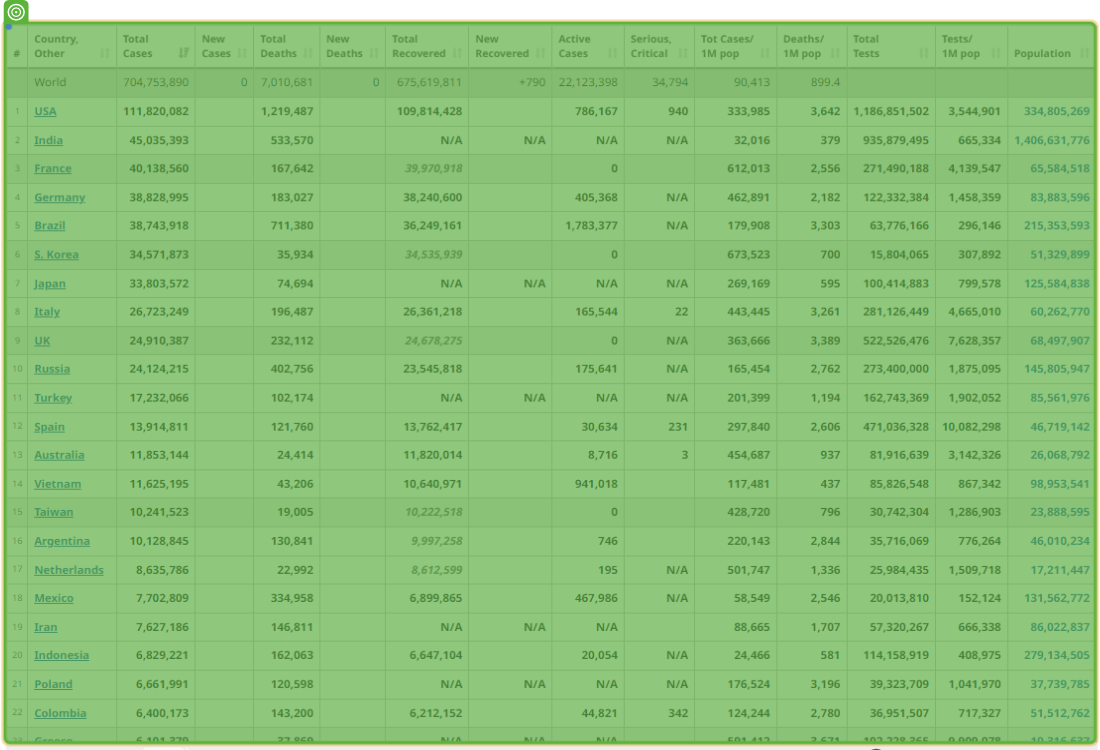 # Country, Other Total Cases New Cases Total Deaths New Deaths Total Recovered New Recovered Active Cases Serious, Critical Tot Cases/ 1M pop Deaths/ 1M pop Total Tests Tests/ 1M pop Population
World 704,753,890 0 7,010,681 0 675,619,811 +790 22,123,398 34,794 90,413 899.4
1 USA 111,820,082 1,219,487 109,814,428 786,167 940 333,985 3,642 1,186,851,502 3,544,901 334,805,269
2 India 45,035,393 533,570 N/A N/A N/A N/A 32,016 379 935,879,495 665,334 1,406,631,776
3 France 40,138,560 167,642 39,970,918 0 612,013 2,556 271,490,188 4,139,547 65,584,518
4 Germany 38,828,995 183,027 38,240,600 405,368 N/A 462,891 2,182 122,332,384 1,458,359 83,883,596
5 Brazil 38,743,918 711,380 36,249,161 1,783,377 N/A 179,908 3,303 63,776,166 296,146 215,353,593
6 S. Korea 34,571,873 35,934 34,535,939 0 673,523 700 15,804,065 307,892 51,329,899
7 Japan 33,803,572 74,694 N/A N/A N/A N/A 269,169 595 100,414,883 799,578 125,584,838
8 Italy 26,723,249 196,487 26,361,218 165,544 22 443,445 3,261 281,126,449 4,665,010 60,262,770
9 UK 24,910,387 232,112 24,678,275 0 N/A 363,666 3,389 522,526,476 7,628,357 68,497,907
10 Russia 24,124,215 402,756 23,545,818 175,641 N/A 165,454 2,762 273,400,000 1,875,095 145,805,947
11 Turkey 17,232,066 102,174 N/A N/A N/A N/A 201,399 1,194 162,743,369 1,902,052 85,561,976
12 Spain 13,914,811 121,760 13,762,417 30,634 231 297,840 2,606 471,036,328 10,082,298 46,719,142
13 Australia 11,853,144 24,414 11,820,014 8,716 3 454,687 937 81,916,639 3,142,326 26,068,792
14 Vietnam 11,625,195 43,206 10,640,971 941,018 117,481 437 85,826,548 867,342 98,953,541
15 Taiwan 10,241,523 19,005 10,222,518 0 428,720 796 30,742,304 1,286,903 23,888,595
16 Argentina 10,128,845 130,841 9,997,258 746 220,143 2,844 35,716,069 776,264 46,010,234
17 Netherlands 8,635,786 22,992 8,612,599 195 N/A 501,747 1,336 25,984,435 1,509,718 17,211,447
18 Mexico 7,702,809 334,958 6,899,865 467,986 N/A 58,549 2,546 20,013,810 152,124 131,562,772
19 Iran 7,627,186 146,811 N/A N/A N/A 88,665 1,707 57,320,267 666,338 86,022,837
20 Indonesia 6,829,221 162,063 6,647,104 20,054 N/A 24,466 581 114,158,919 408,975 279,134,505
21 Poland 6,661,991 120,598 N/A N/A N/A N/A 176,524 3,196 39,323,709 1,041,970 37,739,785
22 Colombia 6,400,173 143,200 6,212,152 44,821 342 124,244 2,780 36,951,507 717,327 51,512,762